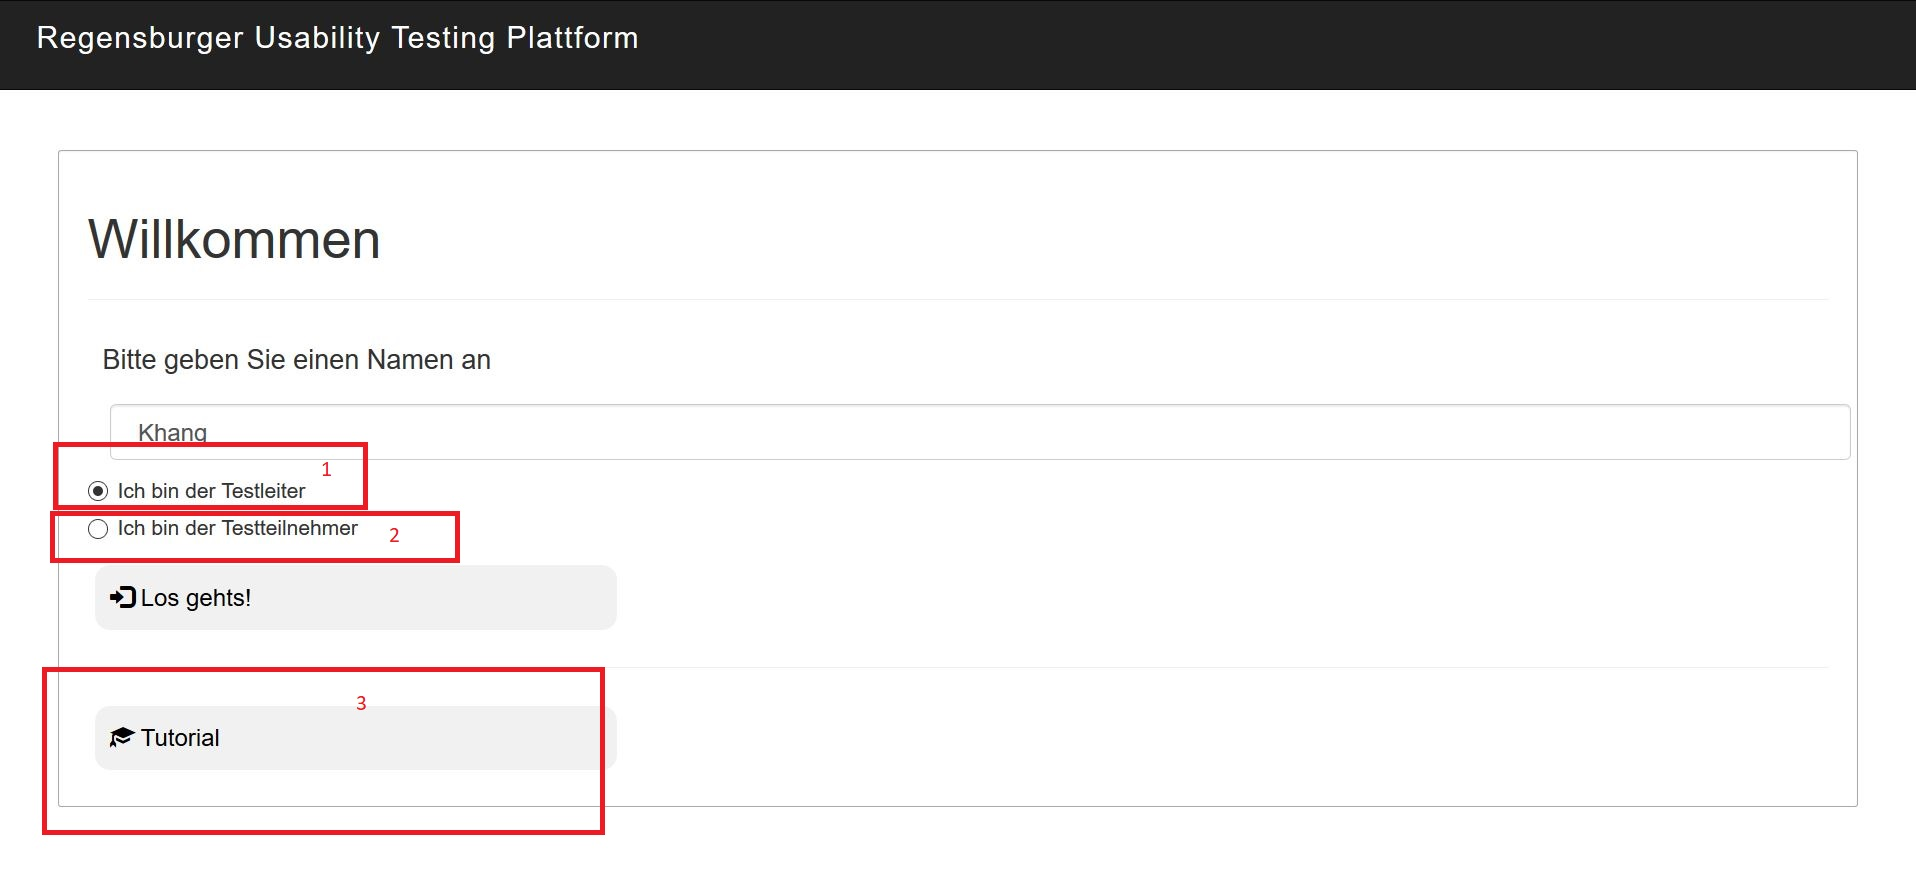 Regensburger Usability Testing Plattform
Willkommen
Bitte geben Sie einen Namen an
Khang
1
Ich bin der Testleiter
Ich bin der Testteilnehmer
2
Los gehts!
3
Tutorial